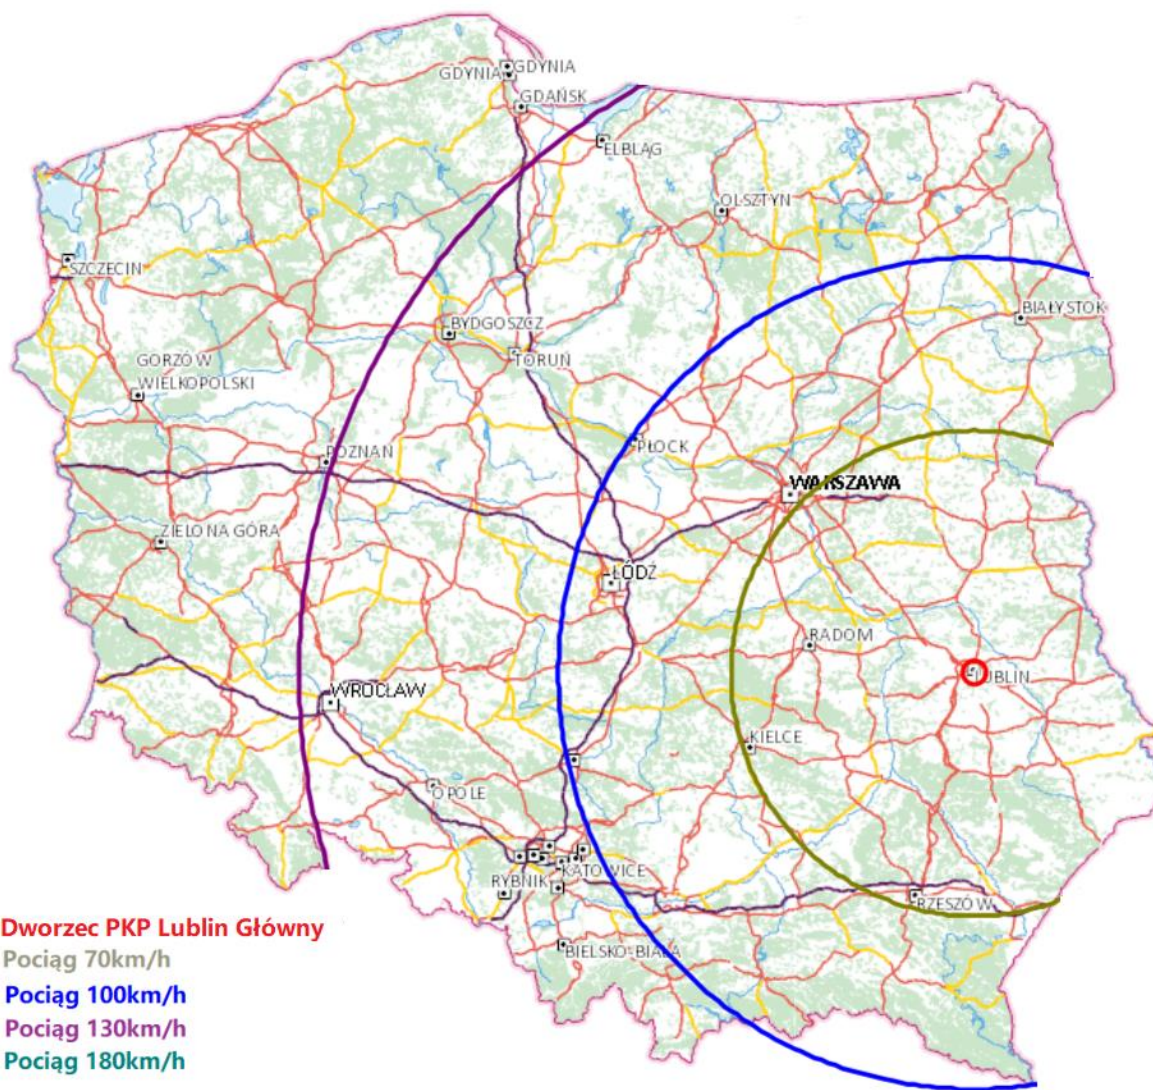 GDYNIA
GDYNIA
GDAŃSK
ELBLĄG
OLSZTYN
SZCZECIN
BIAŁYSTOK
BYDGOSZCZ
TORUŃ
GORZÓW
WIELKOPOLSKI
PŁOCK
POZNAŃ
WARSZAWA
ZIELONA GÓRA
ŁÓDŹ
RADOM
LUBLIN
WROCŁAW
KIELCE
OPOLE
KATOWICE
RYBNIK
RZESZÓW
BIELSKO-BIAŁA
Dworzec PKP Lublin Główny
Pociąg 70km/h
Pociąg 100km/h
Pociąg 130km/h
Pociąg 180km/h